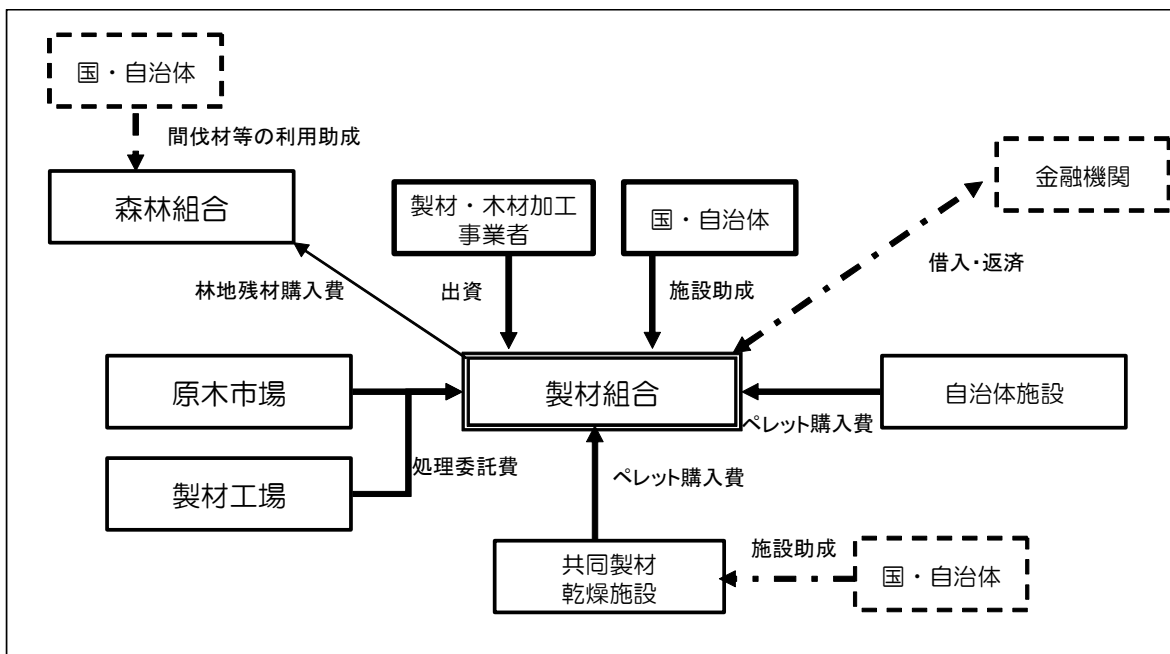 国・自治体
間伐材等の利用助成
森林組合
製材・木材加工
事業者
国・自治体
金融機関
林地残材購入費
出資
施設助成
借入・返済
原木市場
製材組合
自治体施設
ペレット購入費
処理委託費
製材工場
ペレット購入費
共同製材
乾燥施設
施設助成
国・自治体